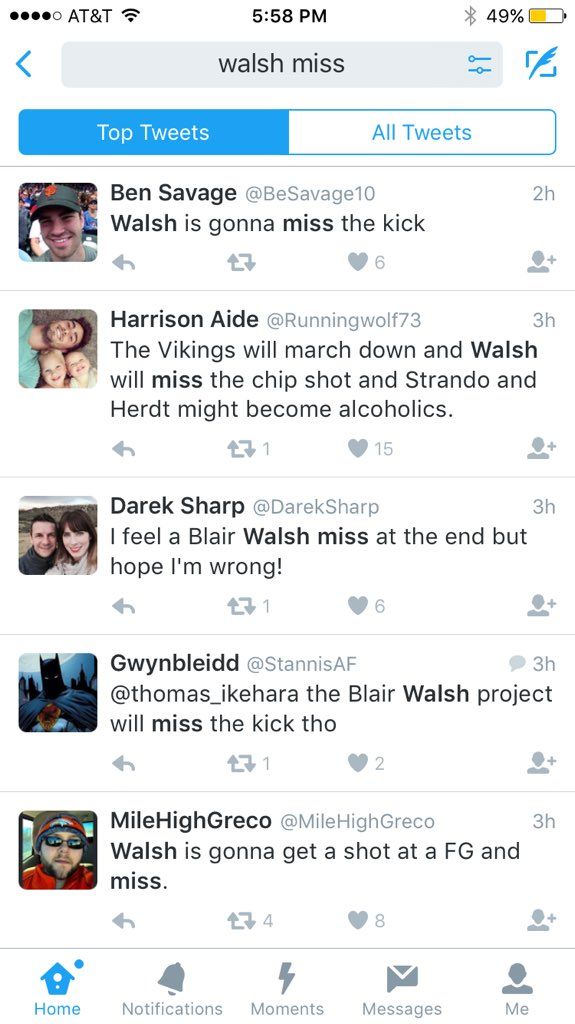 AT&T 5:58 PM 49%
walsh miss
Top Tweets All Tweets
Ben Savage @BeSavage10 2h
Walsh is gonna miss the kick
6
Harrison Aide @Runningwolf73 3h
The Vikings will march down and Walsh
will miss the chip shot and Strando and
Herdt might become alcoholics.
1 15
Darek Sharp @DarekSharp 3h
I feel a Blair Walsh miss at the end but
hope I'm wrong!
1 6
Gwynbleidd @StannisAF 3h
@thomas_ikehara the Blair Walsh project
will miss the kick tho
1 2
MileHighGreco @MileHighGreco 3h
Walsh is gonna get a shot at a FG and
miss.
4 8
Home Notifications Moments Messages Me